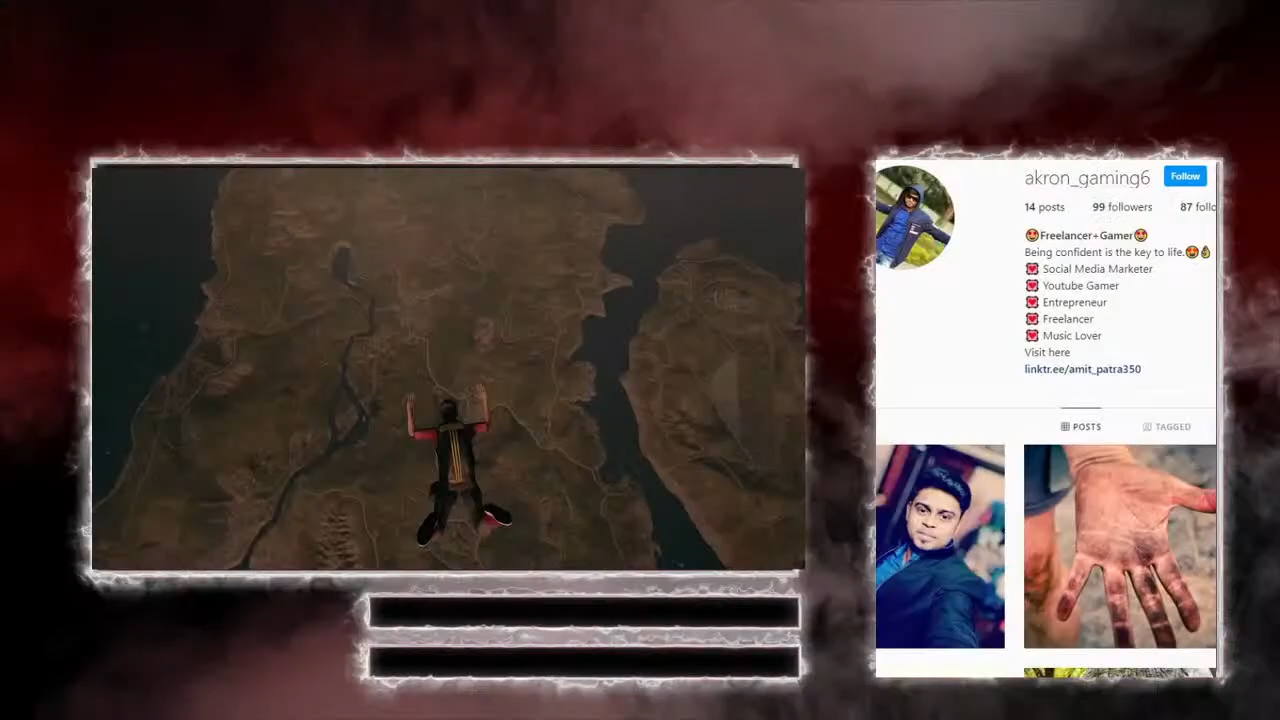 akron_gaming6 Follow
14 posts 99 followers 87 follo
🤩Freelancer+Gamer🤩
Being confident is the key to life.🤩👌
💟 Social Media Marketer
💟 Youtube Gamer
💟 Entrepreneur
💟 Freelancer
💟 Music Lover
Visit here
linktr.ee/amit_patra350
POSTS TAGGED